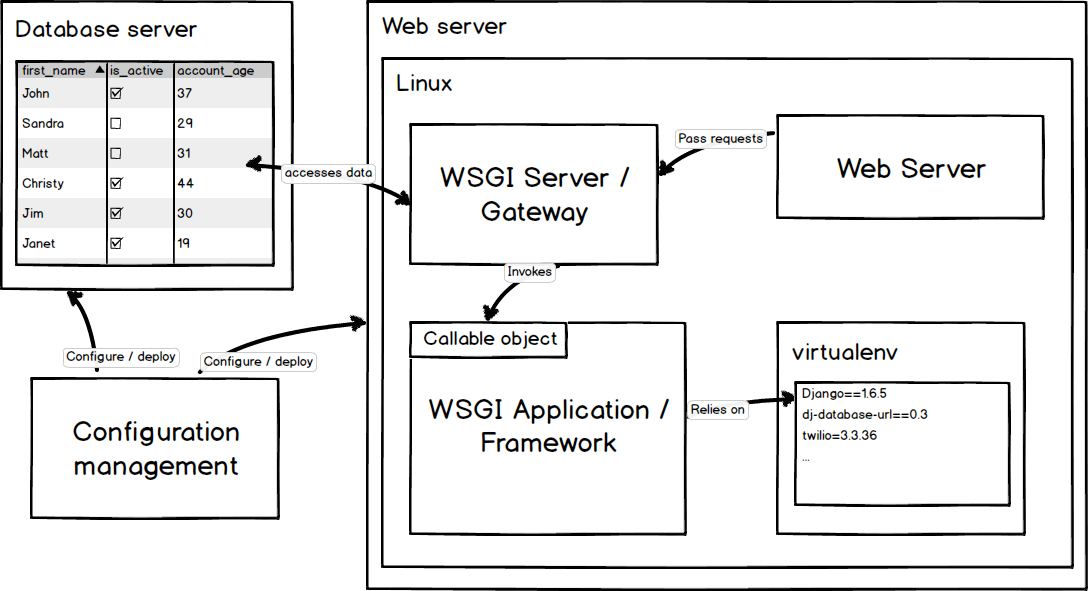 Database server
first_name is_active account_age
John 37
Sandra 29
Matt 31
Christy 44
Jim 30
Janet 19
accesses data
Configure / deploy
Configure / deploy
Configuration
management
Web server
Linux
WSGI Server /
Gateway
Pass requests
Web Server
Invokes
Callable object
WSGI Application /
Framework
Relies on
virtualenv
Django==1.6.5
dj-database-url==0.3
twilio=3.3.36
...